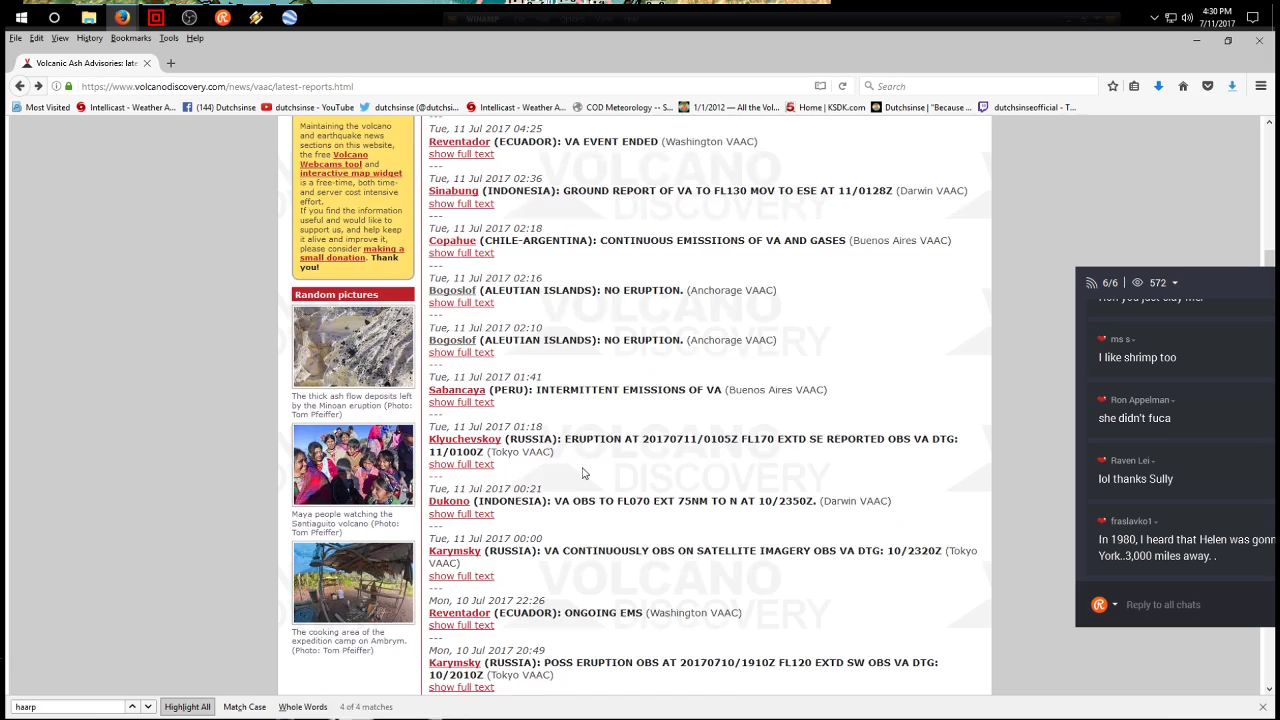 WINAMP
4:30 PM
7/11/2017
File Edit View History Bookmarks Tools Help
Volcanic Ash Advisories: late
https://www.volcanodiscovery.com/news/vaac/latest-reports.html
Search
Most Visited Intellicast - Weather A... (144) Dutchsinse dutchsinse - YouTube dutchsinse (@dutchsi... Intellicast - Weather A... COD Meteorology -- S... 1/1/2012 — All the Vol... Home | KSDK.com Dutchsinse | "Because ... dutchsinseofficial - T...
Maintaining the volcano
and earthquake news
sections on this website,
the free Volcano
Webcams tool and
interactive map widget
is a free-time, both time-
and server cost intensive
effort.
If you find the information
useful and would like to
support us, and help keep
it alive and improve it,
please consider making a
small donation. Thank
you!
Random pictures
The thick ash flow deposits left
by the Minoan eruption (Photo:
Tom Pfeiffer)
Maya people watching the
Santiaguito volcano (Photo:
Tom Pfeiffer)
The cooking area of the
expedition camp on Ambrym.
(Photo: Tom Pfeiffer)
---
Tue, 11 Jul 2017 04:25
Reventador (ECUADOR): VA EVENT ENDED (Washington VAAC)
show full text
---
Tue, 11 Jul 2017 02:36
Sinabung (INDONESIA): GROUND REPORT OF VA TO FL130 MOV TO ESE AT 11/0128Z (Darwin VAAC)
show full text
---
Tue, 11 Jul 2017 02:18
Copahue (CHILE-ARGENTINA): CONTINUOUS EMISSIIONS OF VA AND GASES (Buenos Aires VAAC)
show full text
---
Tue, 11 Jul 2017 02:16
Bogoslof (ALEUTIAN ISLANDS): NO ERUPTION. (Anchorage VAAC)
show full text
---
Tue, 11 Jul 2017 02:10
Bogoslof (ALEUTIAN ISLANDS): NO ERUPTION. (Anchorage VAAC)
show full text
---
Tue, 11 Jul 2017 01:41
Sabancaya (PERU): INTERMITTENT EMISSIONS OF VA (Buenos Aires VAAC)
show full text
---
Tue, 11 Jul 2017 01:18
Klyuchevskoy (RUSSIA): ERUPTION AT 20170711/0105Z FL170 EXTD SE REPORTED OBS VA DTG:
11/0100Z (Tokyo VAAC)
show full text
---
Tue, 11 Jul 2017 00:21
Dukono (INDONESIA): VA OBS TO FL070 EXT 75NM TO N AT 10/2350Z. (Darwin VAAC)
show full text
---
Tue, 11 Jul 2017 00:00
Karymsky (RUSSIA): VA CONTINUOUSLY OBS ON SATELLITE IMAGERY OBS VA DTG: 10/2320Z (Tokyo
VAAC)
show full text
---
Mon, 10 Jul 2017 22:26
Reventador (ECUADOR): ONGOING EMS (Washington VAAC)
show full text
---
Mon, 10 Jul 2017 20:49
Karymsky (RUSSIA): POSS ERUPTION OBS AT 20170710/1910Z FL120 EXTD SW OBS VA DTG:
10/2010Z (Tokyo VAAC)
show full text
VOLCANO
DISCOVERY
VOLCANO
DISCOVERY
VOLCANO
DISCOVERY
VOLCANO
DISCOVERY
6/6 572
ms s
I like shrimp too
Ron Appelman
she didn't fuca
Raven Lei
lol thanks Sully
fraslavko1
In 1980, I heard that Helen was gonn
York..3,000 miles away. .
Reply to all chats
haarp
Highlight All Match Case Whole Words 4 of 4 matches